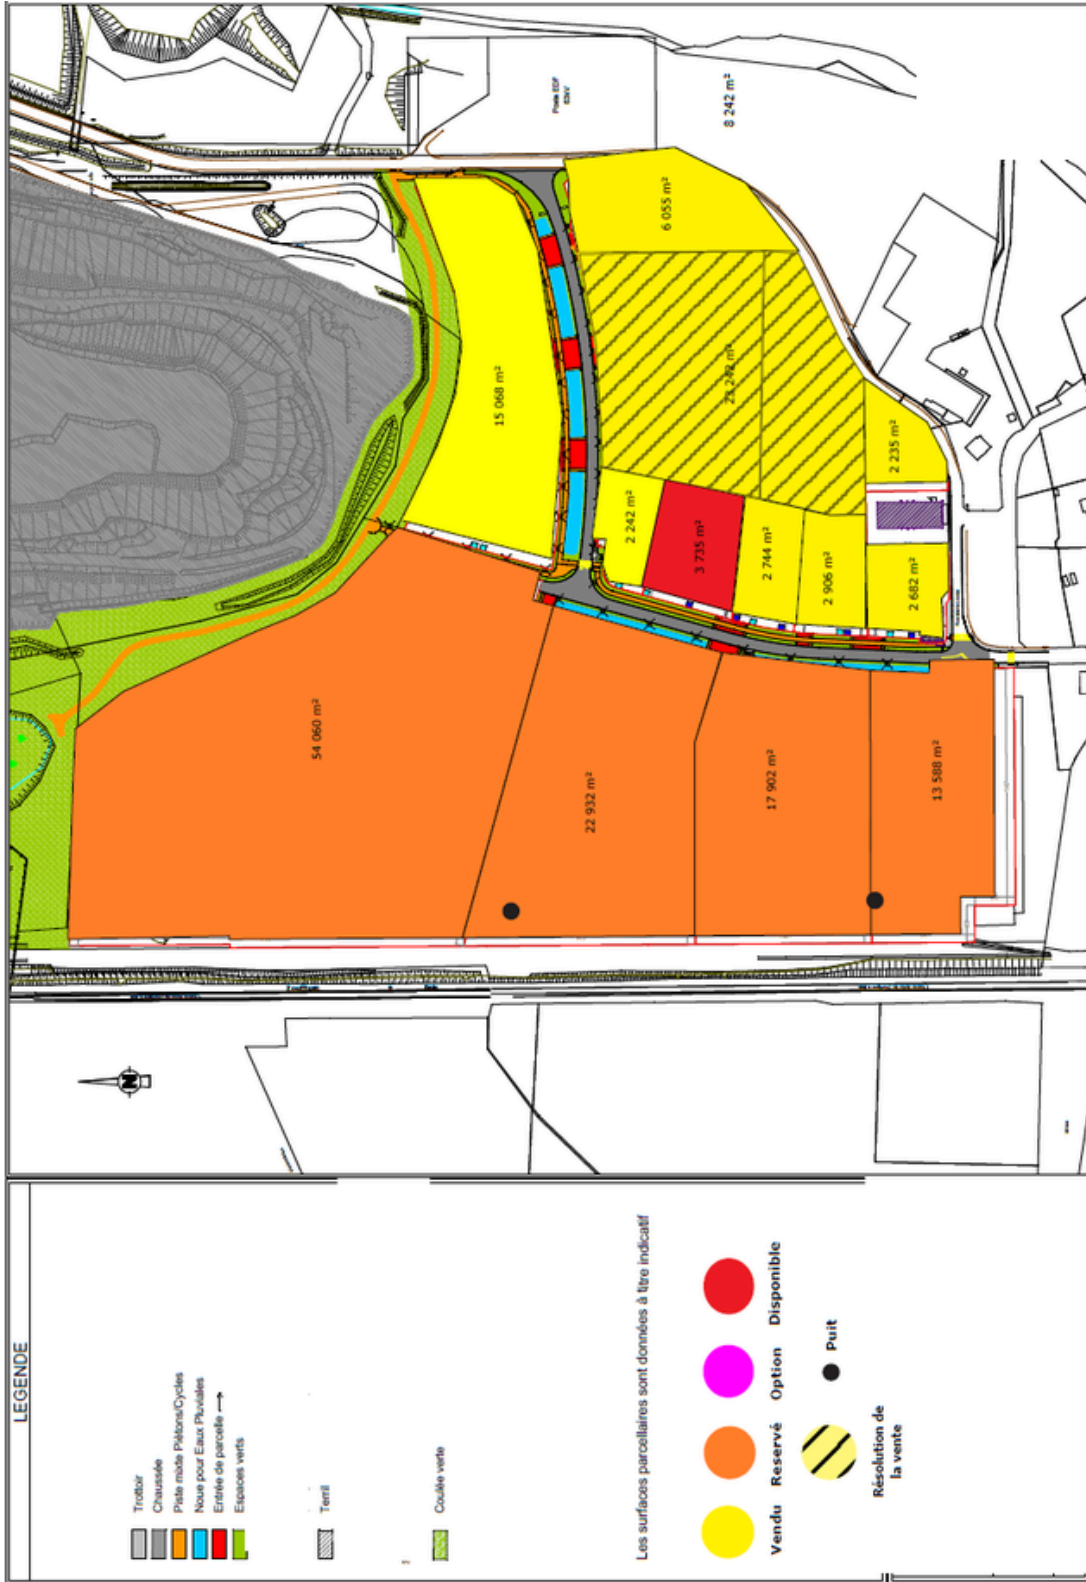 Poste EDF
63kV
8 242 m²
6 055 m²
15 068 m²
23 242 m²
2 235 m²
2 242 m²
3 735 m²
2 744 m²
2 906 m²
2 682 m²
54 060 m²
22 932 m²
17 902 m²
13 588 m²
N
LEGENDE
Trottoir
Chaussée
Piste mixte Piétons/Cycles
Noue pour Eaux Pluviales
Entrée de parcelle
Espaces verts
Terril
Coulée verte
Les surfaces parcellaires sont données à titre indicatif
Vendu
Reservé
Option
Disponible
Résolution de
la vente
Puit